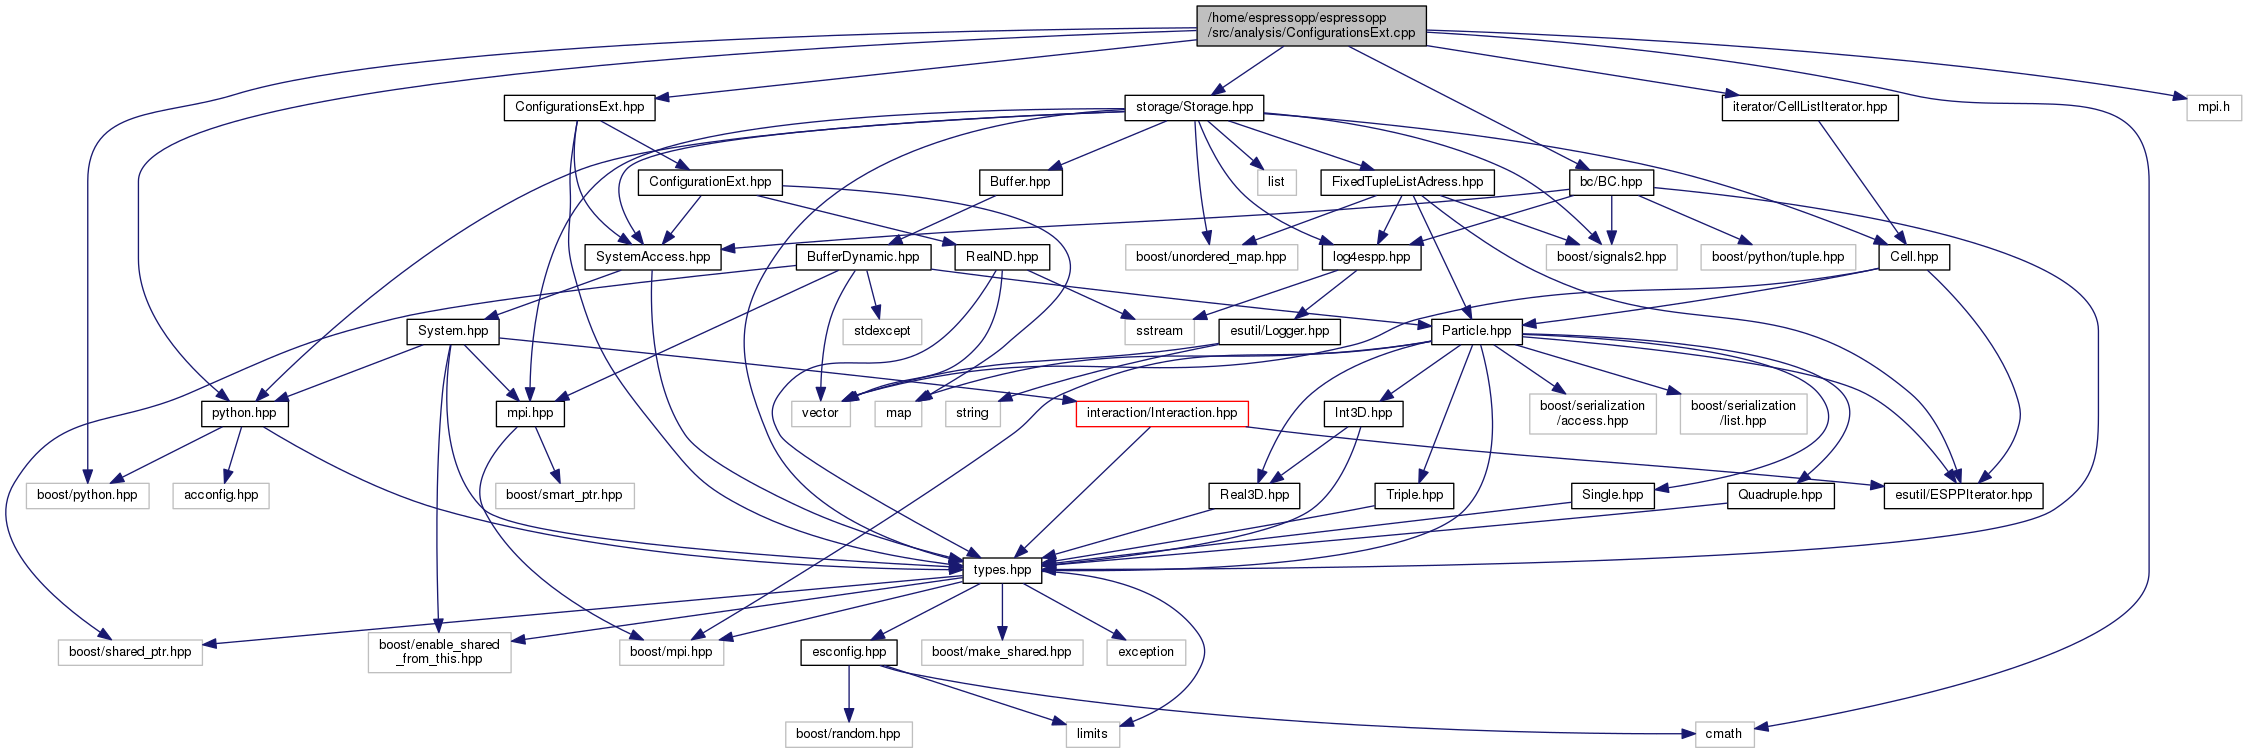 /home/espressopp/espressopp
/src/analysis/ConfigurationsExt.cpp
ConfigurationsExt.hpp
storage/Storage.hpp
iterator/CellListIterator.hpp
mpi.h
ConfigurationExt.hpp
Buffer.hpp
list
FixedTupleListAdress.hpp
bc/BC.hpp
SystemAccess.hpp
BufferDynamic.hpp
RealND.hpp
boost/unordered_map.hpp
log4espp.hpp
boost/signals2.hpp
boost/python/tuple.hpp
Cell.hpp
System.hpp
stdexcept
sstream
esutil/Logger.hpp
Particle.hpp
python.hpp
mpi.hpp
vector
map
string
interaction/Interaction.hpp
Int3D.hpp
boost/serialization
/access.hpp
boost/serialization
/list.hpp
boost/python.hpp
acconfig.hpp
boost/smart_ptr.hpp
Real3D.hpp
Triple.hpp
Single.hpp
Quadruple.hpp
esutil/ESPPIterator.hpp
types.hpp
boost/shared_ptr.hpp
boost/enable_shared
_from_this.hpp
boost/mpi.hpp
esconfig.hpp
boost/make_shared.hpp
exception
boost/random.hpp
limits
cmath